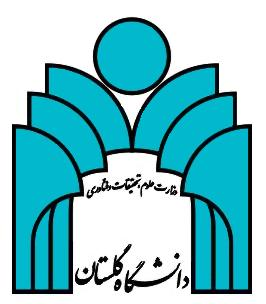 وزارت علوم تحقیقات و فناوری
دانشگاه گلستان